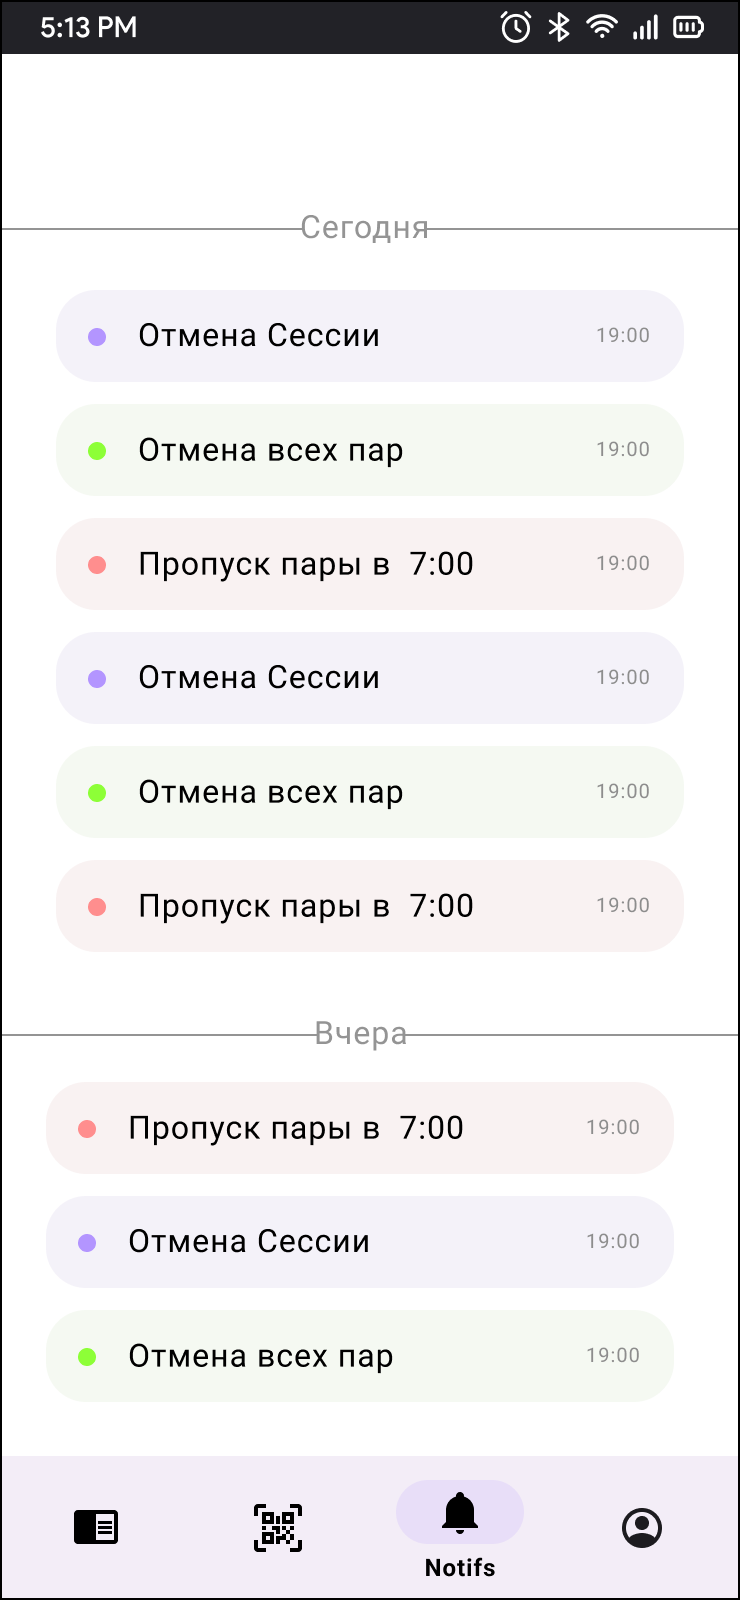 5:13 PM
Сегодня
Отмена Сессии 19:00
Отмена всех пар 19:00
Пропуск пары в  7:00 19:00
Отмена Сессии 19:00
Отмена всех пар 19:00
Пропуск пары в  7:00 19:00
Вчера
Пропуск пары в  7:00 19:00
Отмена Сессии 19:00
Отмена всех пар 19:00
Notifs